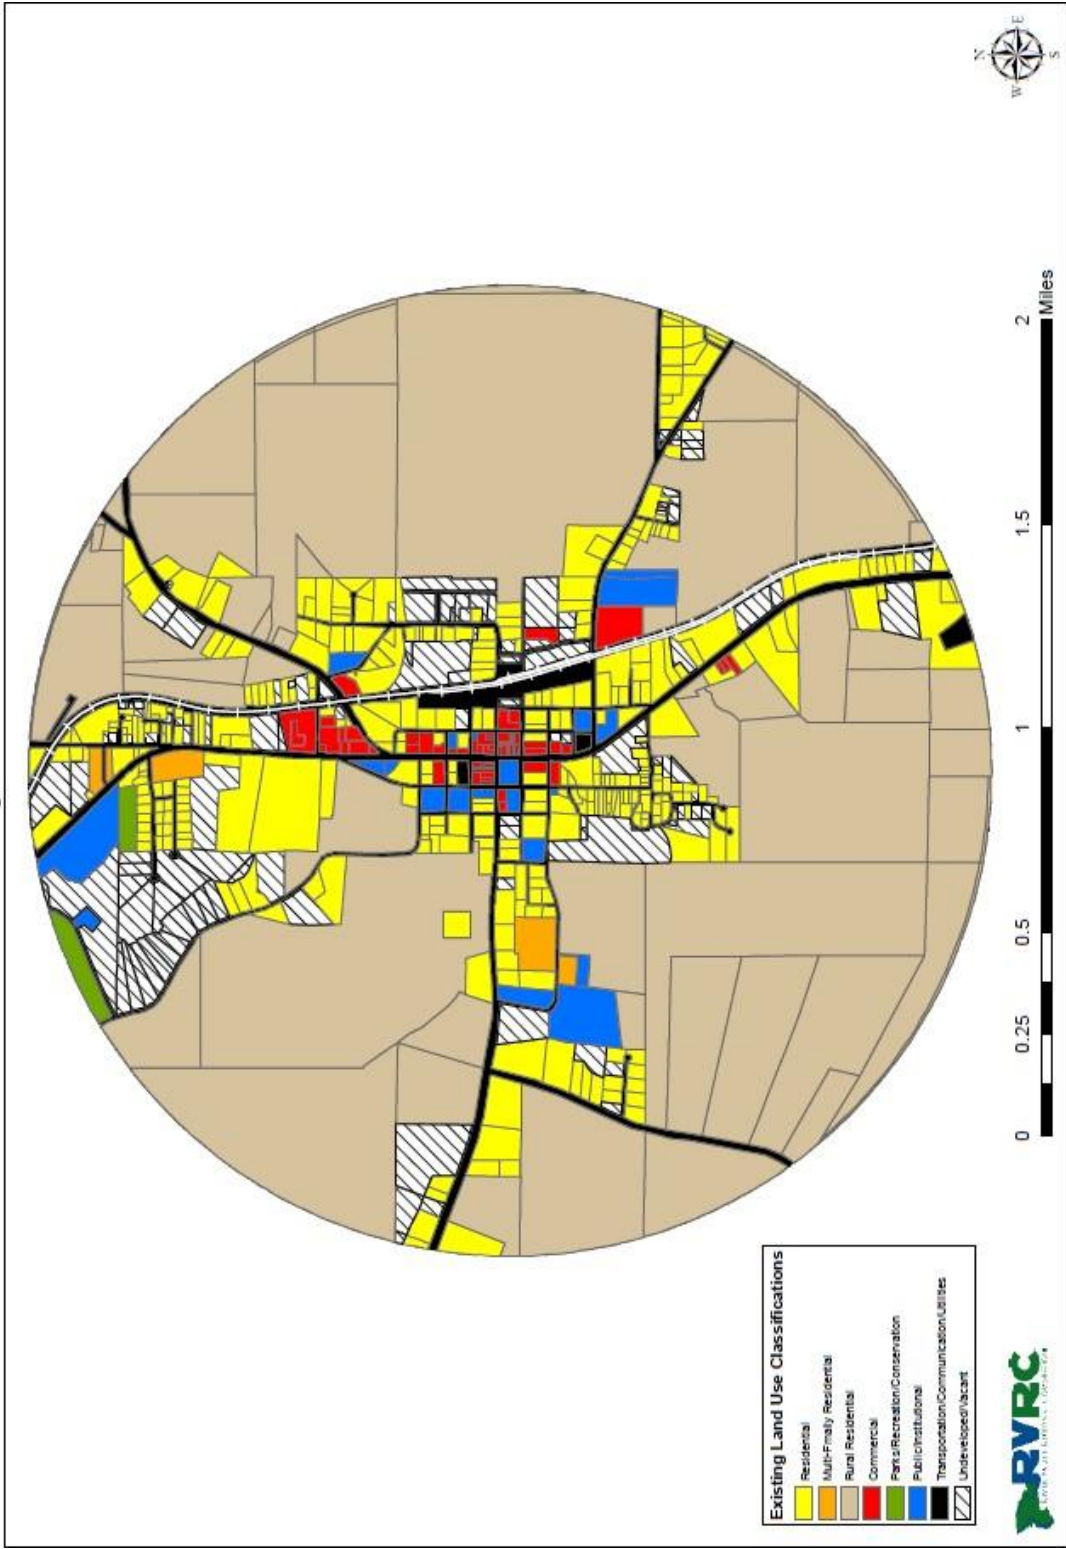 N
E
W
S
Existing Land Use Classifications
Residential
Multi-Fmaily Residential
Rural Residential
Commercial
Parks/Recreation/Conservation
Public/Institutional
Transportation/Communication/Utilities
Undeveloped/Vacant
0
0.25
0.5
1
1.5
2
Miles
RVRC